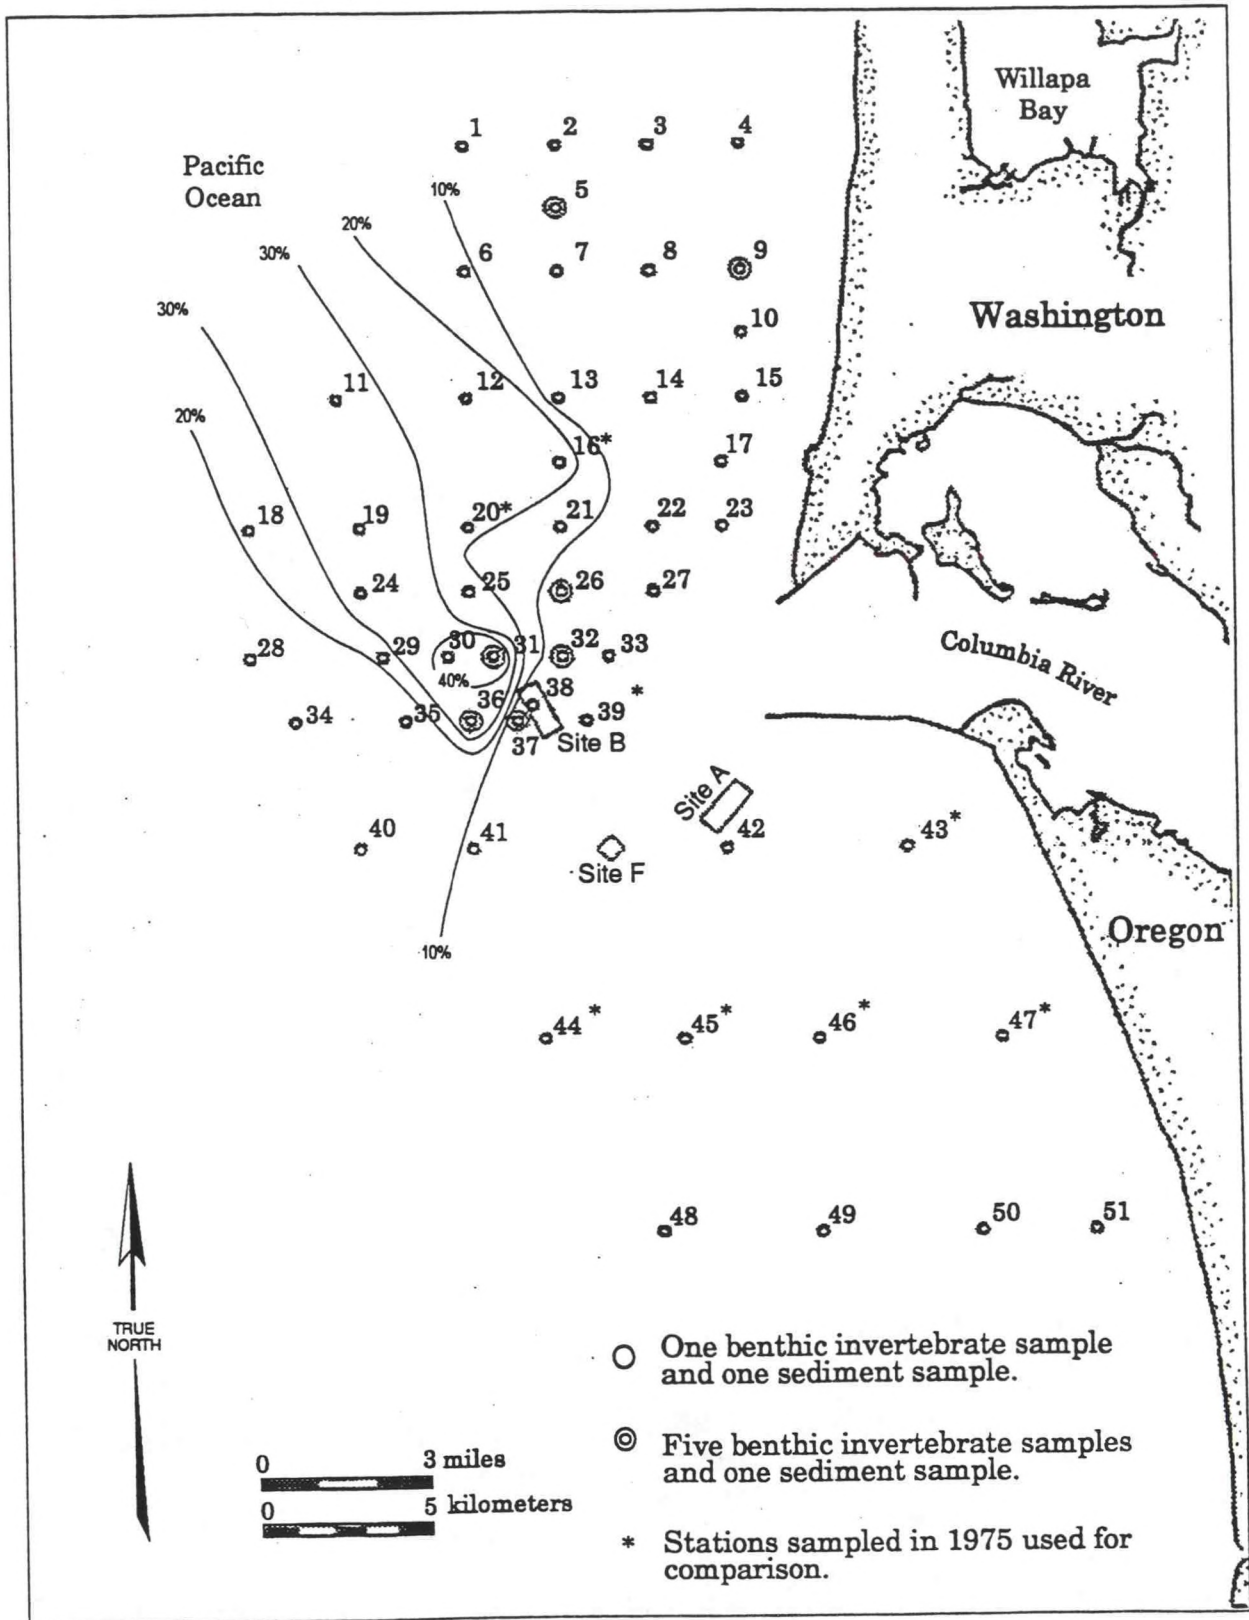 Willapa
Bay
1
2
3
4
Pacific
Ocean
10%
5
20%
30%
6
7
8
9
30%
10
Washington
11
12
13
14
15
20%
16*
17
18
19
20*
21
22
23
24
25
26
27
28
29
30
31
32
33
Columbia River
40%
34
35
36
37
38
39*
Site B
Site A
40
41
42
43*
Site F
Oregon
10%
44*
45*
46*
47*
48
49
50
51
TRUE
NORTH
One benthic invertebrate sample
and one sediment sample.
Five benthic invertebrate samples
and one sediment sample.
0 3 miles
0 5 kilometers
* Stations sampled in 1975 used for
comparison.